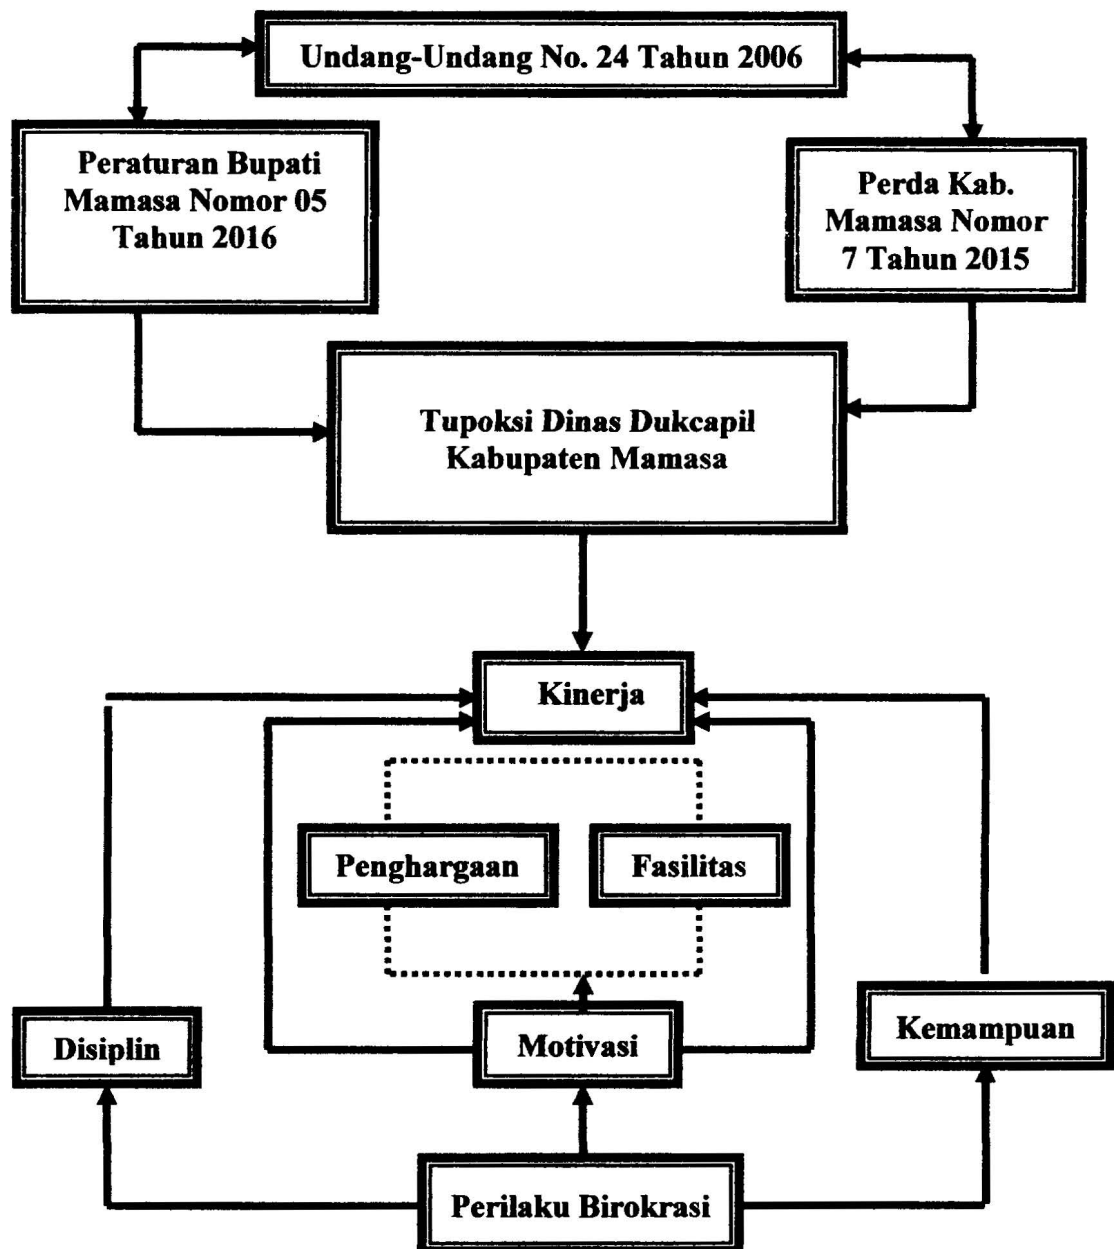 Undang-Undang No. 24 Tahun 2006
Peraturan Bupati
Mamasa Nomor 05
Tahun 2016
Perda Kab.
Mamasa Nomor
7 Tahun 2015
Tupoksi Dinas Dukcapil
Kabupaten Mamasa
Kinerja
Penghargaan
Fasilitas
Disiplin
Motivasi
Kemampuan
Perilaku Birokrasi